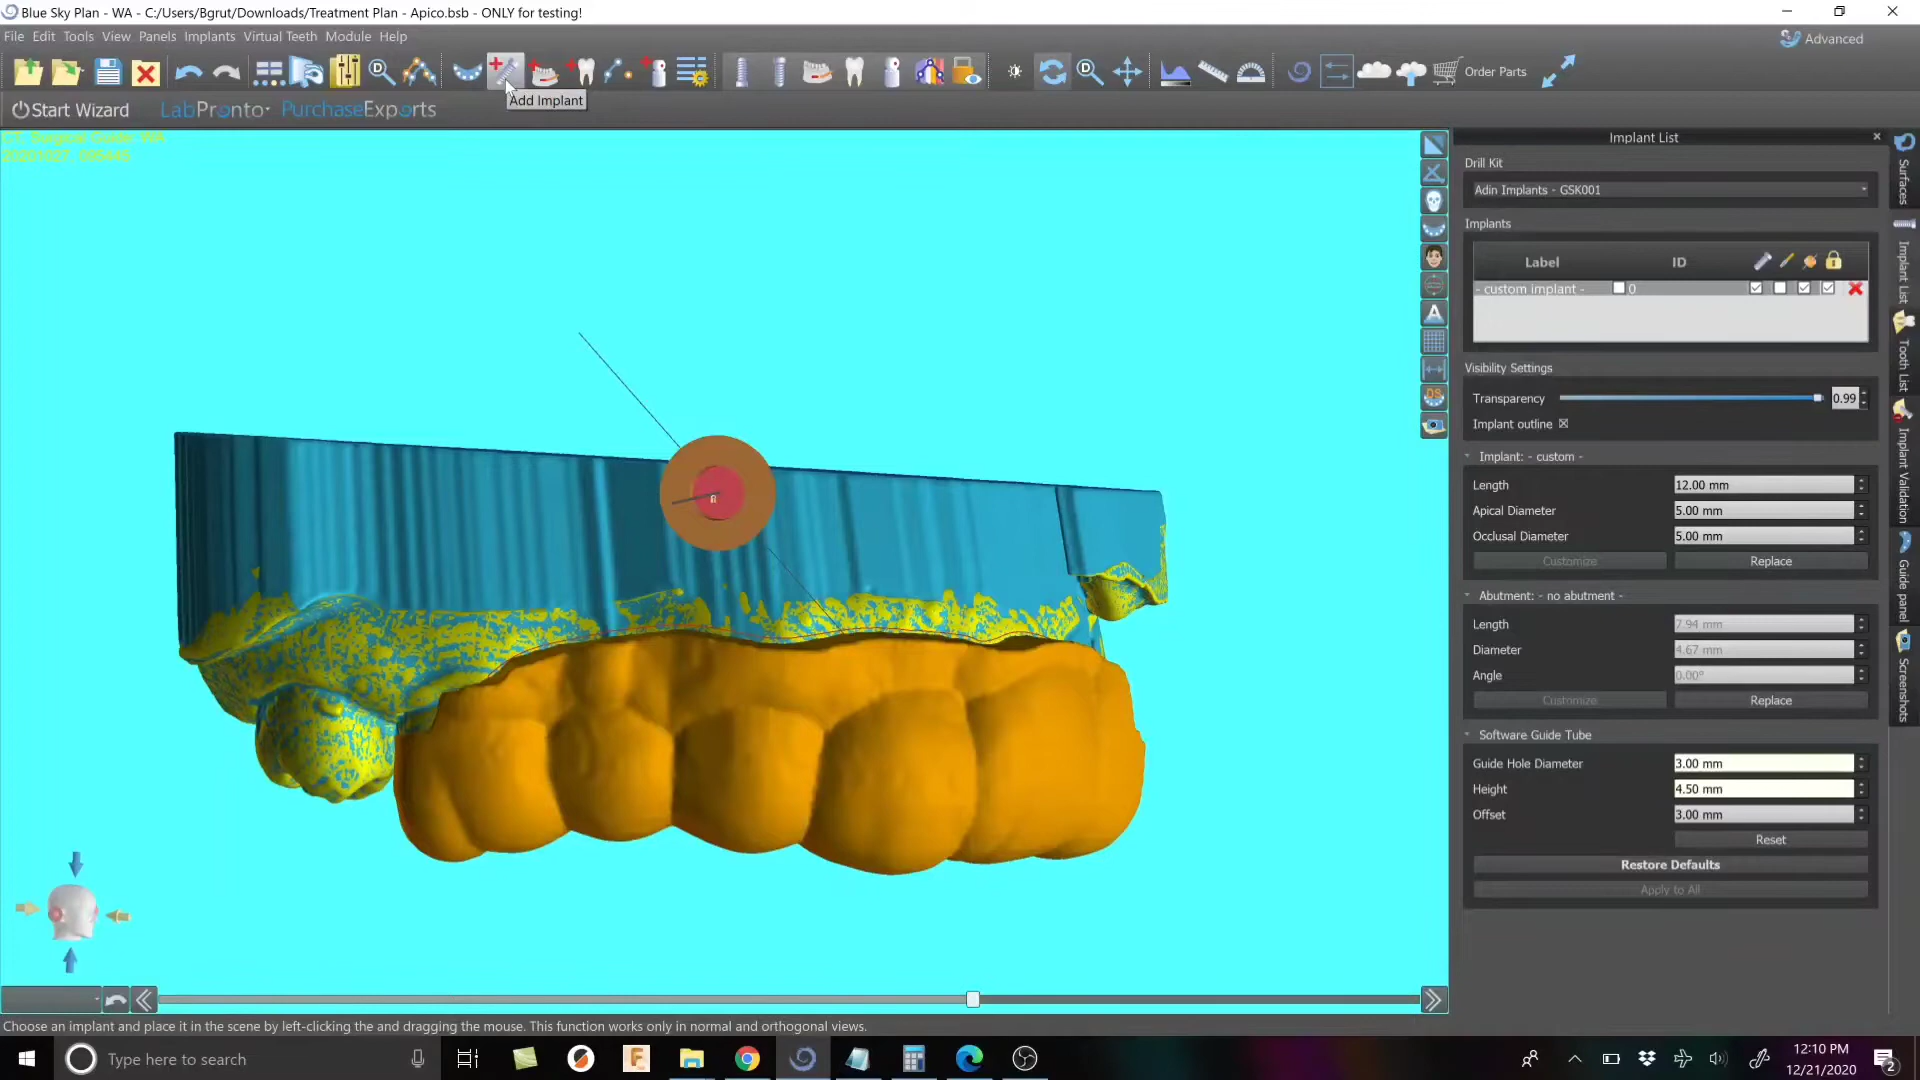 Blue Sky Plan - WA - C:/Users/Bgrut/Downloads/Treatment Plan - Apico.bsb - ONLY for testing!
File Edit Tools View Panels Implants Virtual Teeth Module Help
Advanced
Order Parts
Add Implant
Start Wizard LabPronto PurchaseExports
CT, Surgical Guide: WA
20201027, 095445
Implant List
Drill Kit
Adin Implants - GSK001
Implants
Label ID
- custom implant - 0
Visibility Settings
Transparency 0.99
Implant outline
Implant: - custom -
Length 12.00 mm
Apical Diameter 5.00 mm
Occlusal Diameter 5.00 mm
Customize Replace
Abutment: - no abutment -
Length 7.94 mm
Diameter 4.67 mm
Angle 0.00°
Customize Replace
Software Guide Tube
Guide Hole Diameter 3.00 mm
Height 4.50 mm
Offset 3.00 mm
Reset
Restore Defaults
Apply to All
Surfaces
Implant List
Tooth List
Implant Validation
Guide panel
Screenshots
Choose an implant and place it in the scene by left-clicking the and dragging the mouse. This function works only in normal and orthogonal views.
Type here to search
12:10 PM
12/21/2020
2